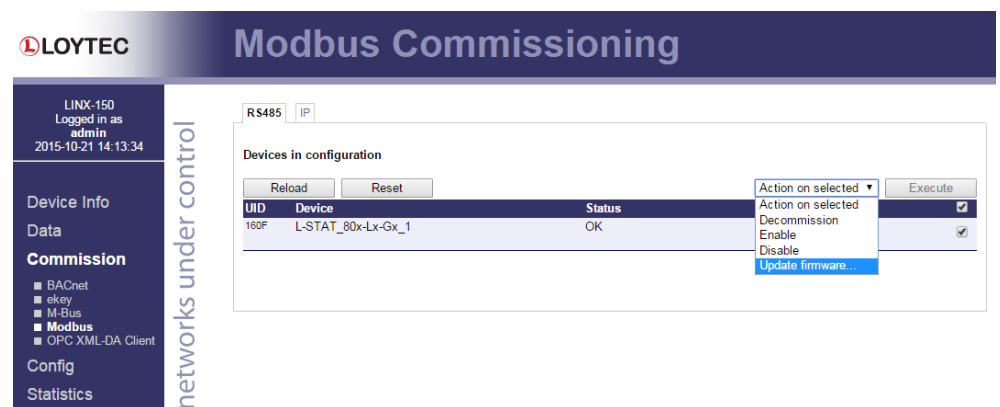 LOYTEC
Modbus Commissioning
LINX-150
Logged in as
admin
2015-10-21 14:13:34
Device Info
Data
Commission
BACnet
ekey
M-Bus
Modbus
OPC XML-DA Client
Config
Statistics
networks under control
RS485 IP
Devices in configuration
Reload Reset Action on selected Execute
UID Device Status
160F L-STAT_80x-Lx-Gx_1 OK
Action on selected
Decommission
Enable
Disable
Update firmware...